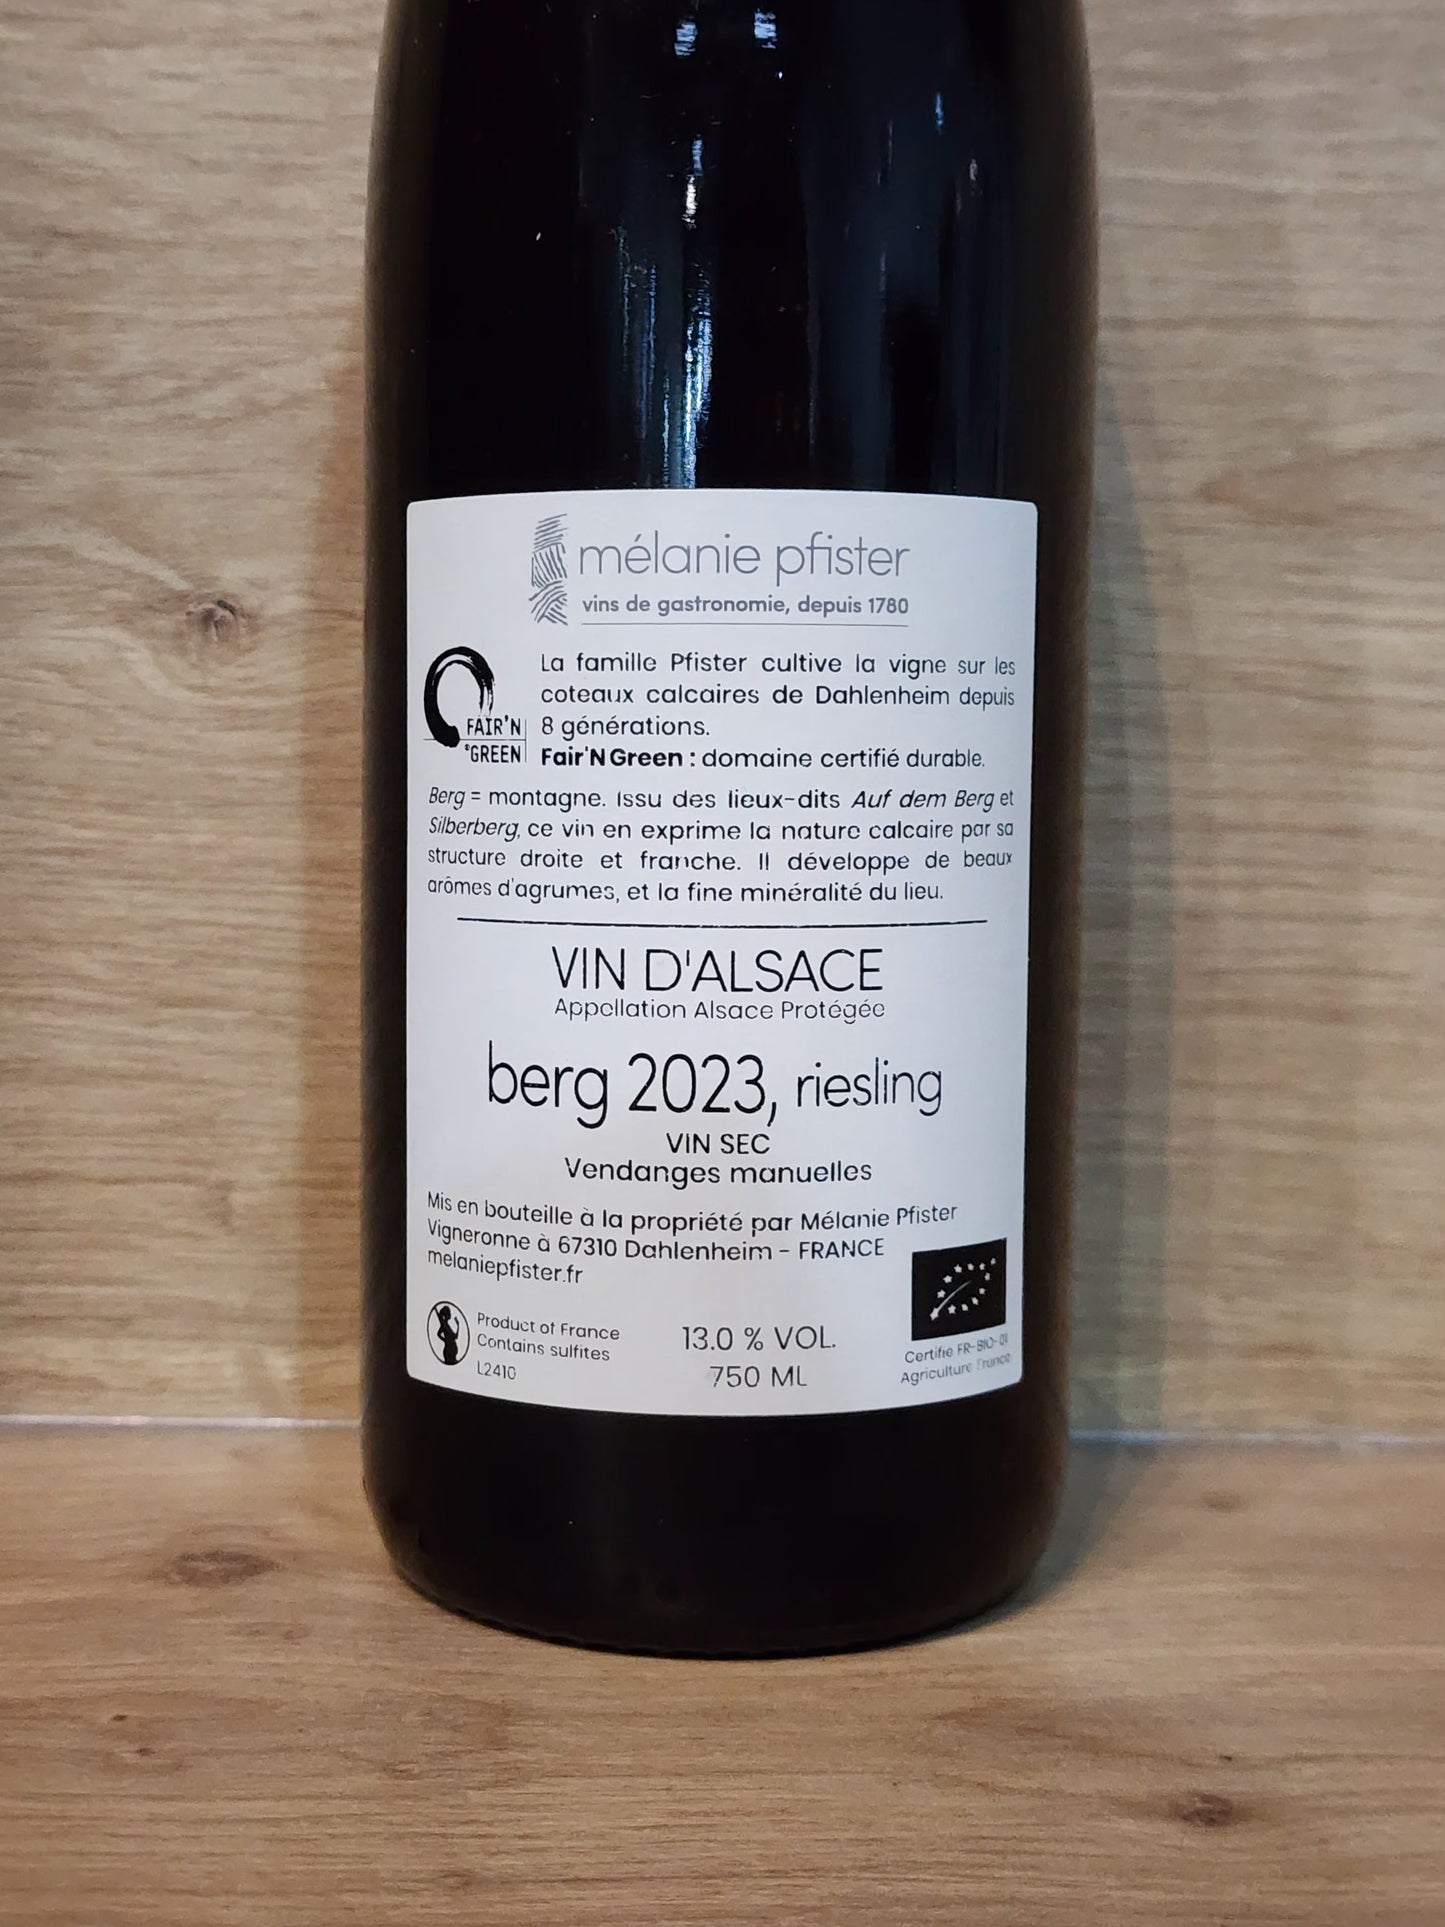 mélanie pfister
vins de gastronomie, depuis 1780
FAIR'N
GREEN
La famille Pfister cultive la vigne sur les
coteaux calcaires de Dahlenheim depuis
8 générations.
Fair'N Green : domaine certifié durable.
Berg = montagne. Issu des lieux-dits Auf dem Berg et
Silberberg, ce vin en exprime la nature calcaire par sa
structure droite et franche. Il développe de beaux
arômes d'agrumes, et la fine minéralité du lieu.
VIN D'ALSACE
Appellation Alsace Protégée
berg 2023, riesling
VIN SEC
Vendanges manuelles
Mis en bouteille à la propriété par Mélanie Pfister
Vigneronne à 67310 Dahlenheim - FRANCE
melaniepfister.fr
Product of France
Contains sulfites
L2410
13.0 % VOL.
750 ML
Certifié FR-BIO-01
Agriculture France